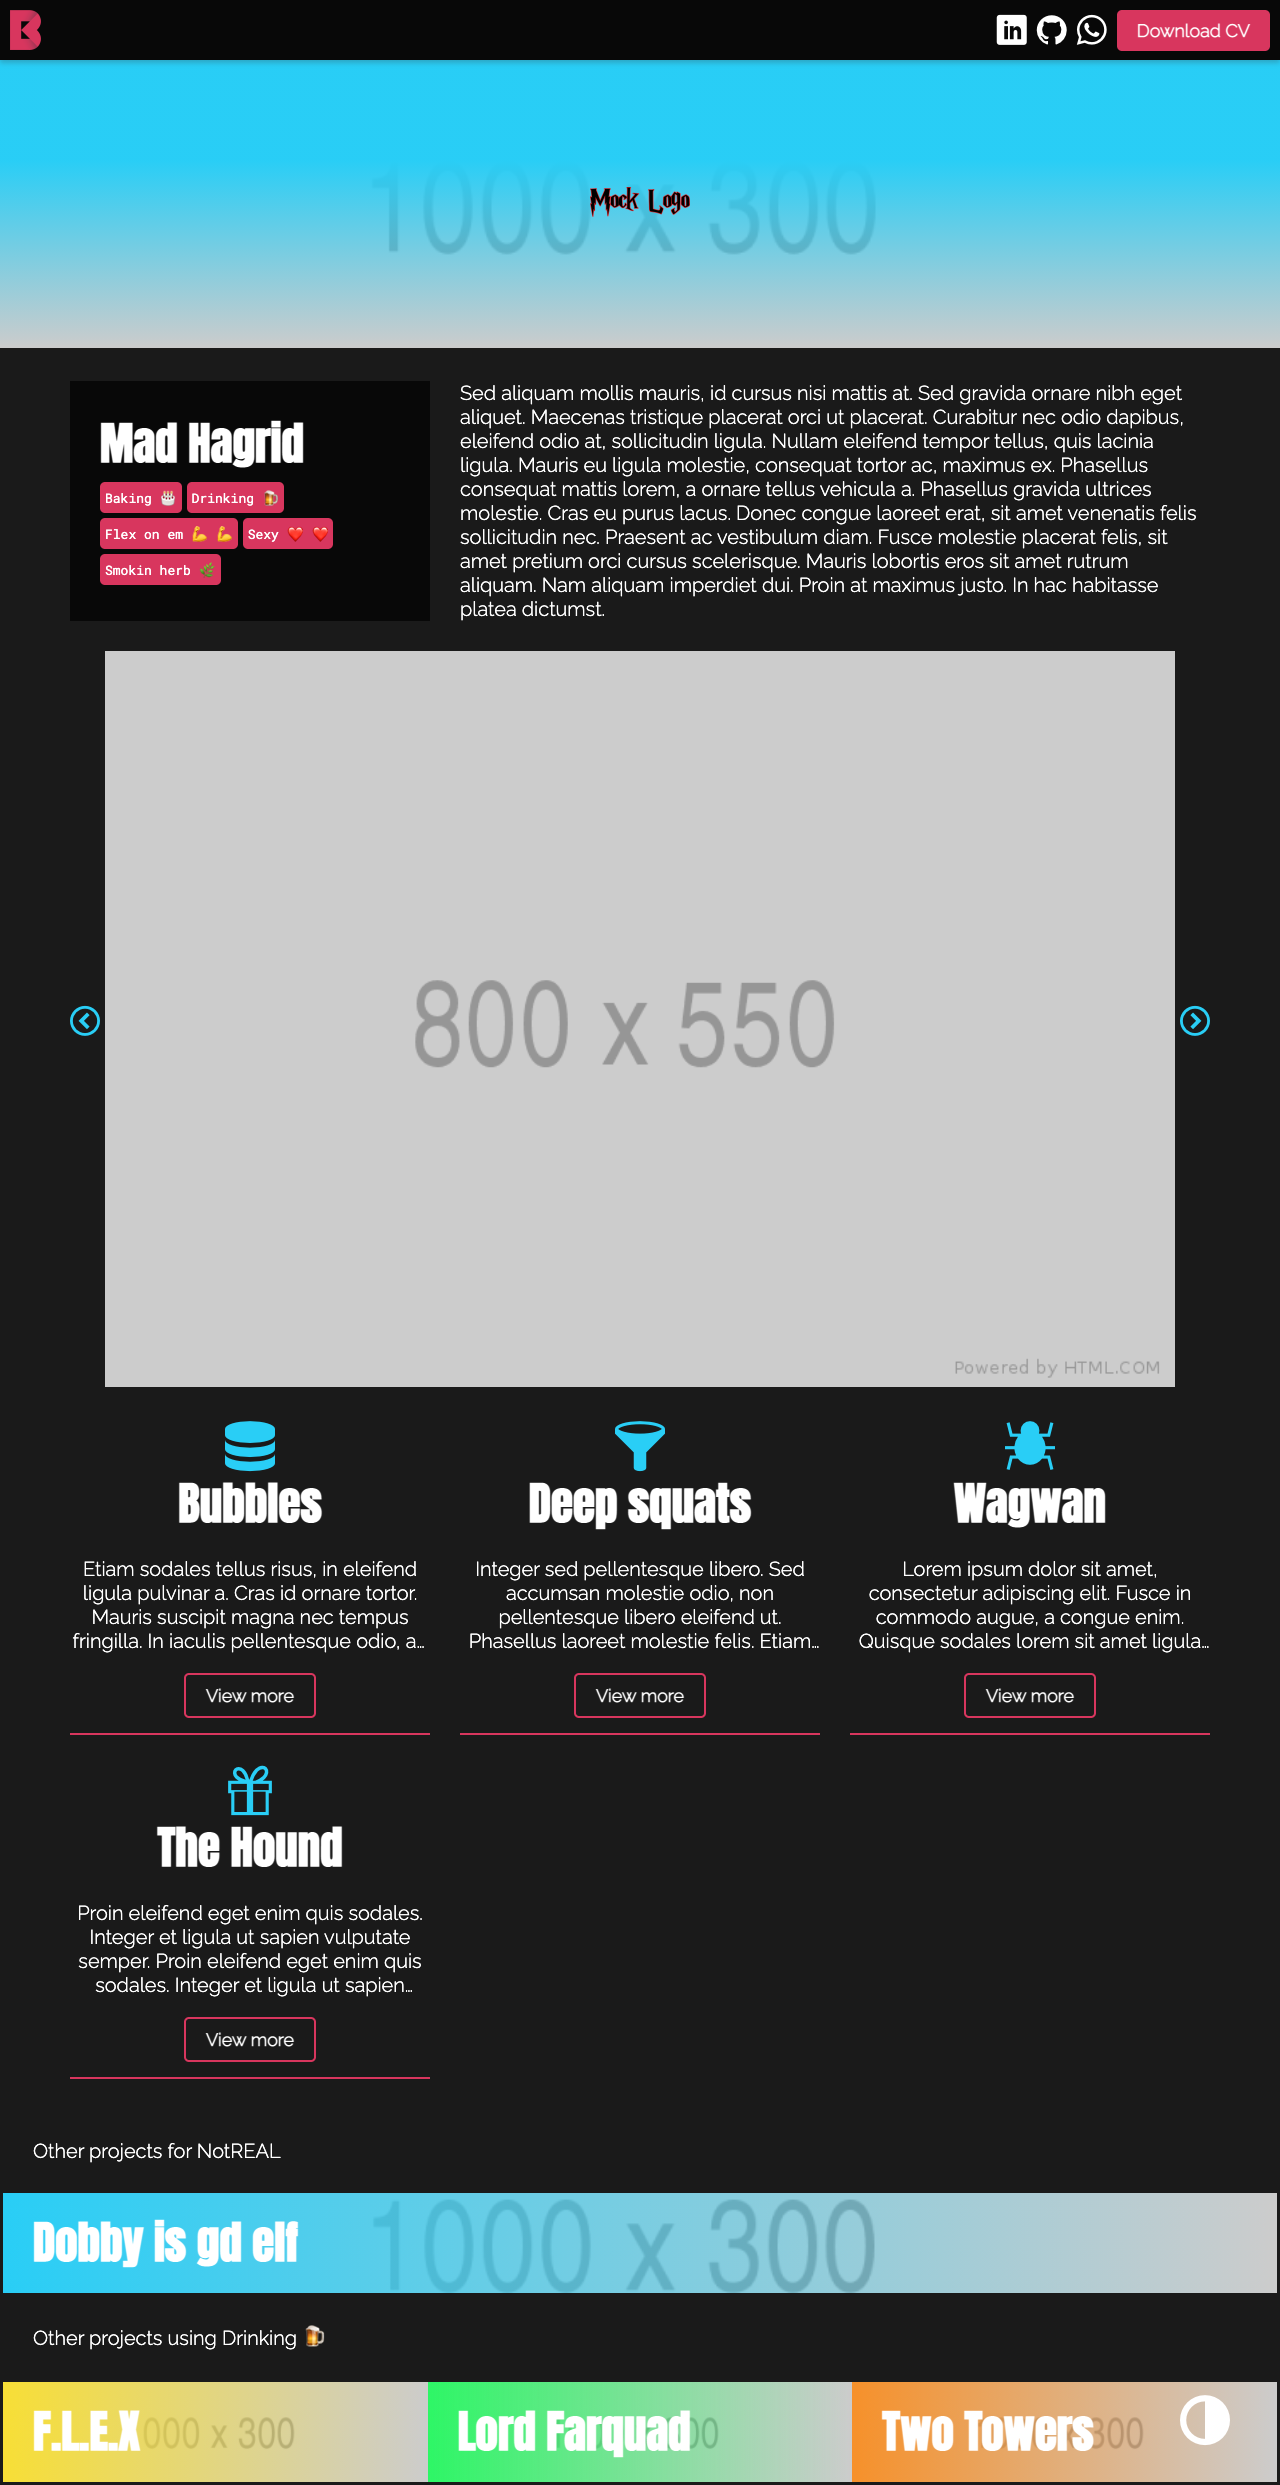 Download CV
1000 x 300
Mock Logo
Mad Hagrid
Baking 🎂 Drinking 🍺
Flex on em 💪 💪 Sexy ❤️ ❤️
Smokin herb 🌿
Sed aliquam mollis mauris, id cursus nisi mattis at. Sed gravida ornare nibh eget
aliquet. Maecenas tristique placerat orci ut placerat. Curabitur nec odio dapibus,
eleifend odio at, sollicitudin ligula. Nullam eleifend tempor tellus, quis lacinia
ligula. Mauris eu ligula molestie, consequat tortor ac, maximus ex. Phasellus
consequat mattis lorem, a ornare tellus vehicula a. Phasellus gravida ultrices
molestie. Cras eu purus lacus. Donec congue laoreet erat, sit amet venenatis felis
sollicitudin nec. Praesent ac vestibulum diam. Fusce molestie placerat felis, sit
amet pretium orci cursus scelerisque. Mauris lobortis eros sit amet rutrum
aliquam. Nam aliquam imperdiet dui. Proin at maximus justo. In hac habitasse
platea dictumst.
800 x 550
Powered by HTML.COM
Bubbles
Etiam sodales tellus risus, in eleifend
ligula pulvinar a. Cras id ornare tortor.
Mauris suscipit magna nec tempus
fringilla. In iaculis pellentesque odio, a...
View more
Deep squats
Integer sed pellentesque libero. Sed
accumsan molestie odio, non
pellentesque libero eleifend ut.
Phasellus laoreet molestie felis. Etiam...
View more
Wagwan
Lorem ipsum dolor sit amet,
consectetur adipiscing elit. Fusce in
commodo augue, a congue enim.
Quisque sodales lorem sit amet ligula...
View more
The Hound
Proin eleifend eget enim quis sodales.
Integer et ligula ut sapien vulputate
semper. Proin eleifend eget enim quis
sodales. Integer et ligula ut sapien...
View more
Other projects for NotREAL
Dobby is gd elf
1000 x 300
Other projects using Drinking 🍺
F.L.E.X
000 x 300
Lord Farquad
Two Towers
300